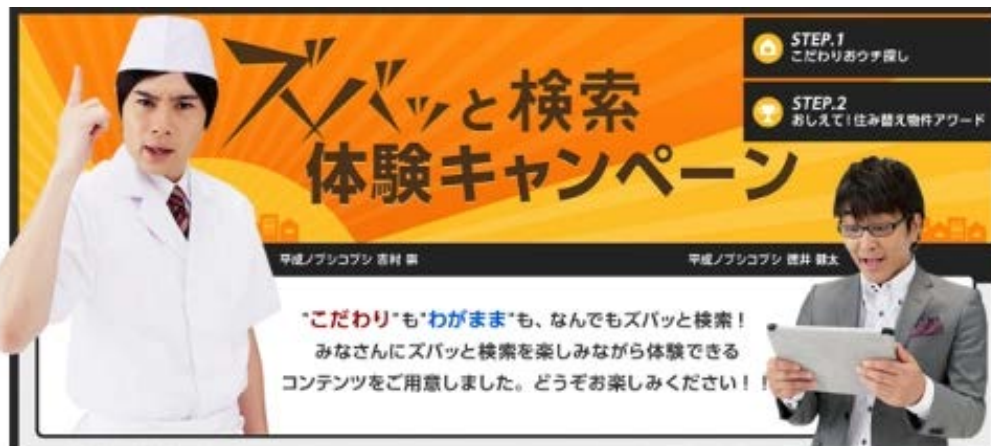 ズバッと検索
体験キャンペーン
STEP.1
こだわりおウチ探し
STEP.2
おしえて!住み替え物件アワード
平成ノブシコブシ 吉村 崇
平成ノブシコブシ 徳井 健太
"こだわり"も"わがまま"も、なんでもズバッと検索!
みなさんにズバッと検索を楽しみながら体験できる
コンテンツをご用意しました。どうぞお楽しみください!!